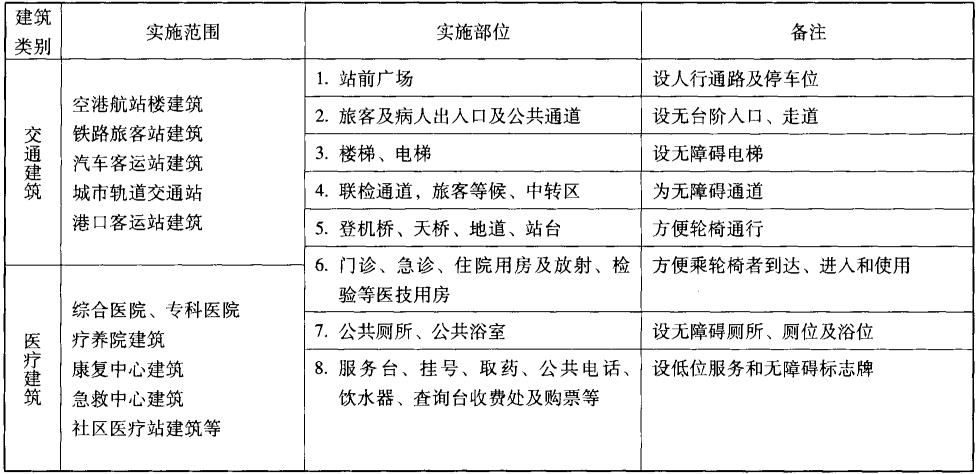 建筑
类别
实施范围
实施部位
备注
交通建筑
空港航站楼建筑
铁路旅客站建筑
汽车客运站建筑
城市轨道交通站
港口客运站建筑
1. 站前广场
设人行通路及停车位
2. 旅客及病人出入口及公共通道
设无台阶入口、走道
3. 楼梯、电梯
设无障碍电梯
4. 联检通道，旅客等候、中转区
为无障碍通道
5. 登机桥、天桥、地道、站台
方便轮椅通行
6. 门诊、急诊、住院用房及放射、检
验等医技用房
方便乘轮椅者到达、进入和使用
医疗建筑
综合医院、专科医院
疗养院建筑
康复中心建筑
急救中心建筑
社区医疗站建筑等
7. 公共厕所、公共浴室
设无障碍厕所、厕位及浴位
8. 服务台、挂号、取药、公共电话、
饮水器、查询台收费处及购票等
设低位服务和无障碍标志牌